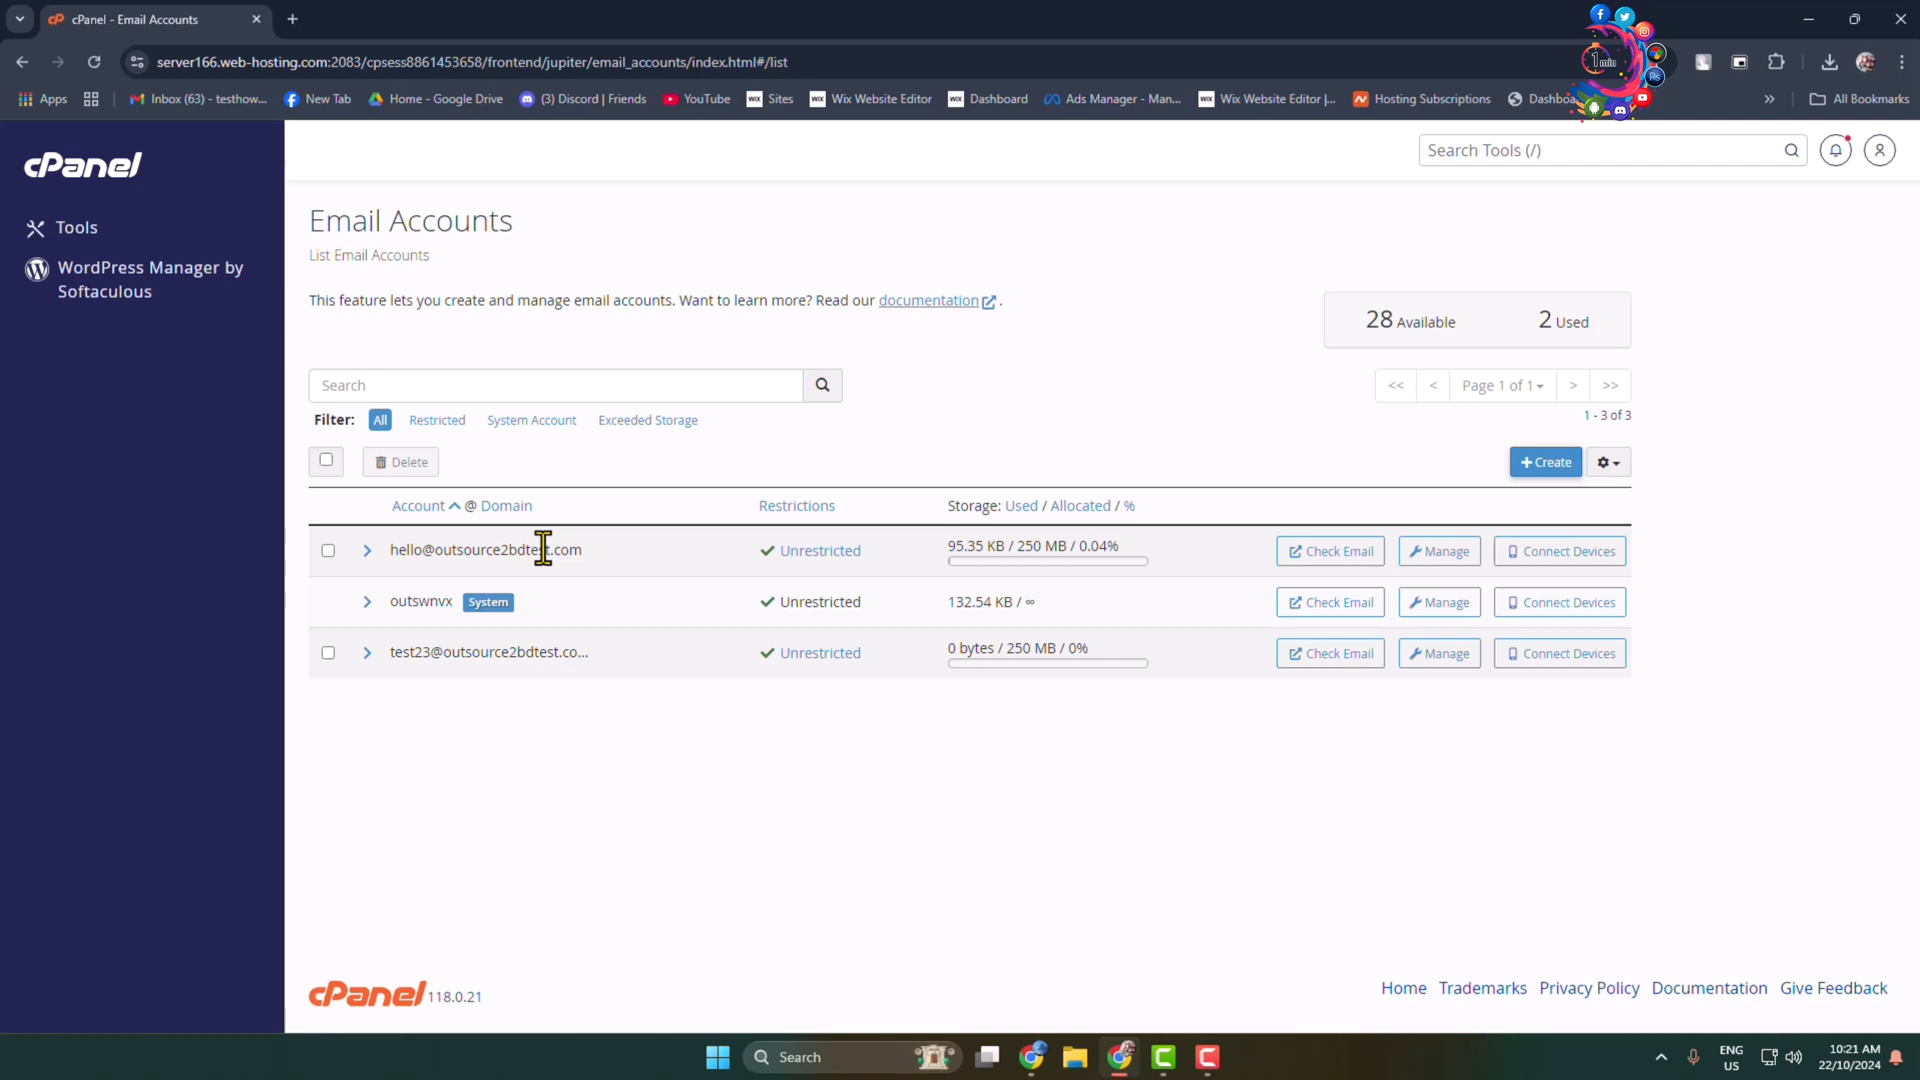 cPanel - Email Accounts
server166.web-hosting.com:2083/cpsess8861453658/frontend/jupiter/email_accounts/index.html#/list
1min
Apps
Inbox (63) - testhow...
New Tab
Home - Google Drive
(3) Discord | Friends
YouTube
WIX Sites
WIX Wix Website Editor
WIX Dashboard
Ads Manager - Man...
WIX Wix Website Editor |...
Hosting Subscriptions
All Bookmarks
cPanel
Search Tools (/)
Tools
WordPress Manager by
Softaculous
Email Accounts
List Email Accounts
This feature lets you create and manage email accounts. Want to learn more? Read our documentation .
28 Available 2 Used
Search
<< < Page 1 of 1 > >>
1 - 3 of 3
Filter: All Restricted System Account Exceeded Storage
Delete
+ Create
Account @ Domain Restrictions Storage: Used / Allocated / %
hello@outsource2bdtest.com Unrestricted 95.35 KB / 250 MB / 0.04% Check Email Manage Connect Devices
outswnvx System Unrestricted 132.54 KB / ∞ Check Email Manage Connect Devices
test23@outsource2bdtest.co... Unrestricted 0 bytes / 250 MB / 0% Check Email Manage Connect Devices
cPanel 118.0.21
Home Trademarks Privacy Policy Documentation Give Feedback
Search
ENG
US
10:21 AM
22/10/2024